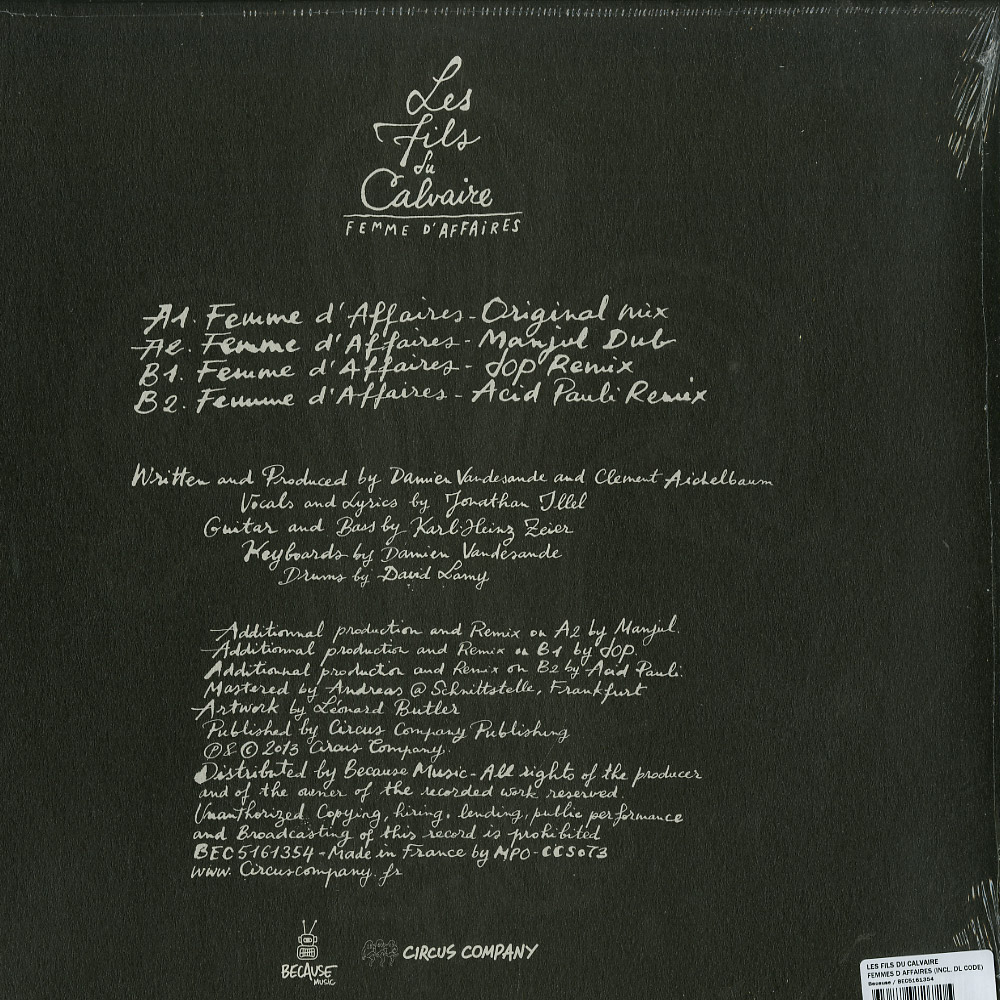 Les
Fils
du
Calvaire
FEMME D'AFFAIRES
A1. Femme d'Affaires - Original mix
A2. Femme d'Affaires - Manjul Dub
B1. Femme d'Affaires - dOP Remix
B2. Femme d'Affaires - Acid Pauli Remix
Written and Produced by Damien Vandesande and Clement Aichelbaum
Vocals and Lyrics by Jonathan Illel
Guitar and Bass by Karl-Heinz Zeier
Keyboards by Damien Vandesande
Drums by David Lamy
Additionnal production and Remix on A2 by Manjul.
Additionnal production and Remix on B1 by dOP.
Additionnal production and Remix on B2 by Acid Pauli.
Mastered by Andreas @ Schnittstelle, Frankfurt
Artwork by Léonard Butler
Published by Circus Company Publishing
℗ & © 2013 Circus Company.
Distributed by Because Music - All rights of the producer
and of the owner of the recorded work reserved.
Unauthorized Copying, hiring, lending, public performance
and Broadcasting of this record is prohibited
BEC5161354 - Made in France by MPO - CCS073
www.Circuscompany.fr
BECAUSE
MUSIC
CIRCUS COMPANY
LES FILS DU CALVAIRE
FEMMES D AFFAIRES (INCL. DL CODE)
Because / BEC5161354